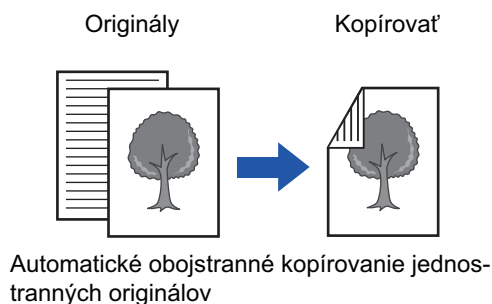 Originály Kopírovať
Automatické obojstranné kopírovanie jednos-
tranných originálov